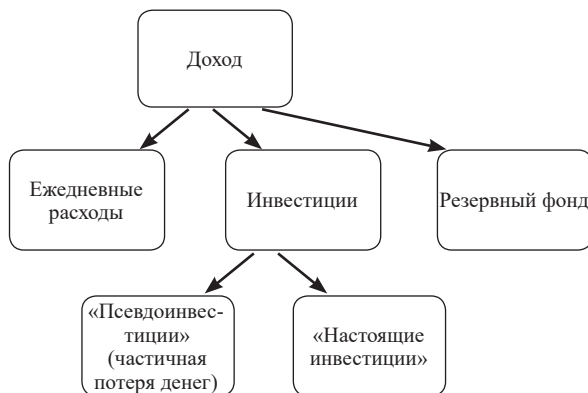 Доход
Ежедневные
расходы
Инвестиции
Резервный фонд
«Псевдоинвес-
тиции»
(частичная
потеря денег)
«Настоящие
инвестиции»